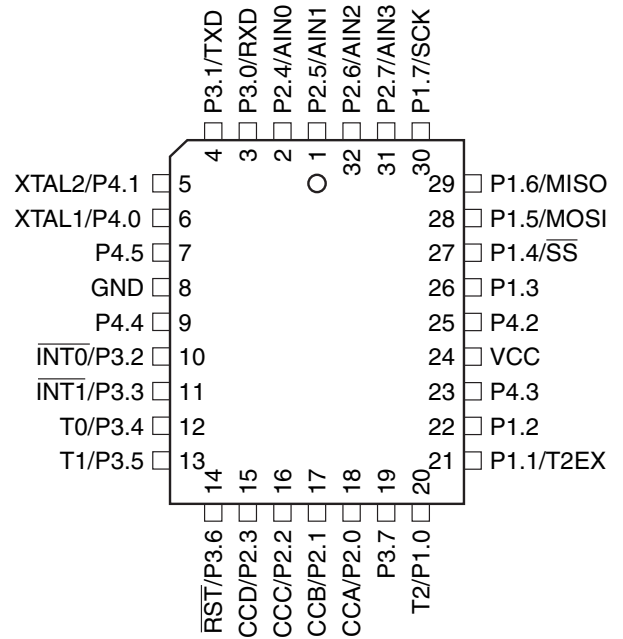 P3.1/TXD
P3.0/RXD
P2.4/AIN0
P2.5/AIN1
P2.6/AIN2
P2.7/AIN3
P1.7/SCK
4
3
2
1
32
31
30
XTAL2/P4.1 5
XTAL1/P4.0 6
P4.5 7
GND 8
P4.4 9
INT0/P3.2 10
INT1/P3.3 11
T0/P3.4 12
T1/P3.5 13
29 P1.6/MISO
28 P1.5/MOSI
27 P1.4/SS
26 P1.3
25 P4.2
24 VCC
23 P4.3
22 P1.2
21 P1.1/T2EX
14
15
16
17
18
19
20
RST/P3.6
CCD/P2.3
CCC/P2.2
CCB/P2.1
CCA/P2.0
P3.7
T2/P1.0